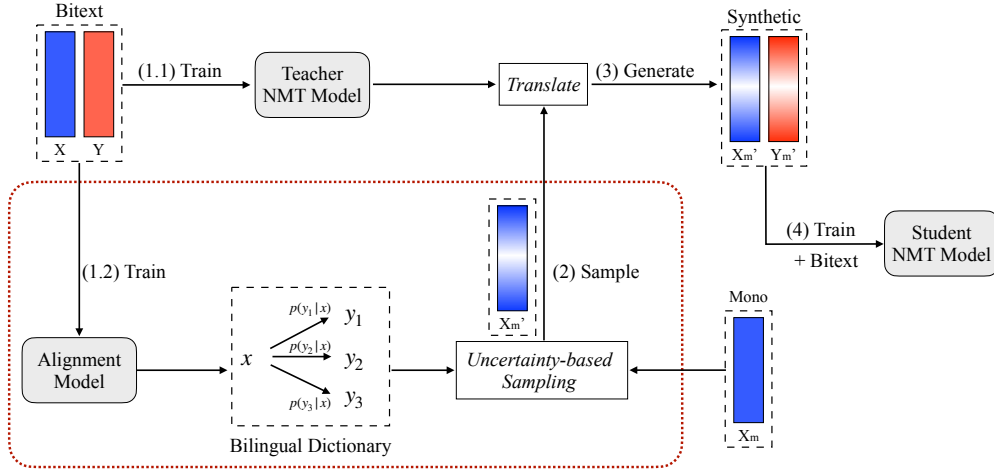 Bitext
X
Y
(1.1) Train
Teacher
NMT Model
Translate
(3) Generate
Synthetic
Xm’
Ym’
(4) Train
+ Bitext
Student
NMT Model
(1.2) Train
Alignment
Model
x
p(y1|x)
y1
p(y2|x)
y2
p(y3|x)
y3
Bilingual Dictionary
Xm’
(2) Sample
Uncertainty-based
Sampling
Mono
Xm